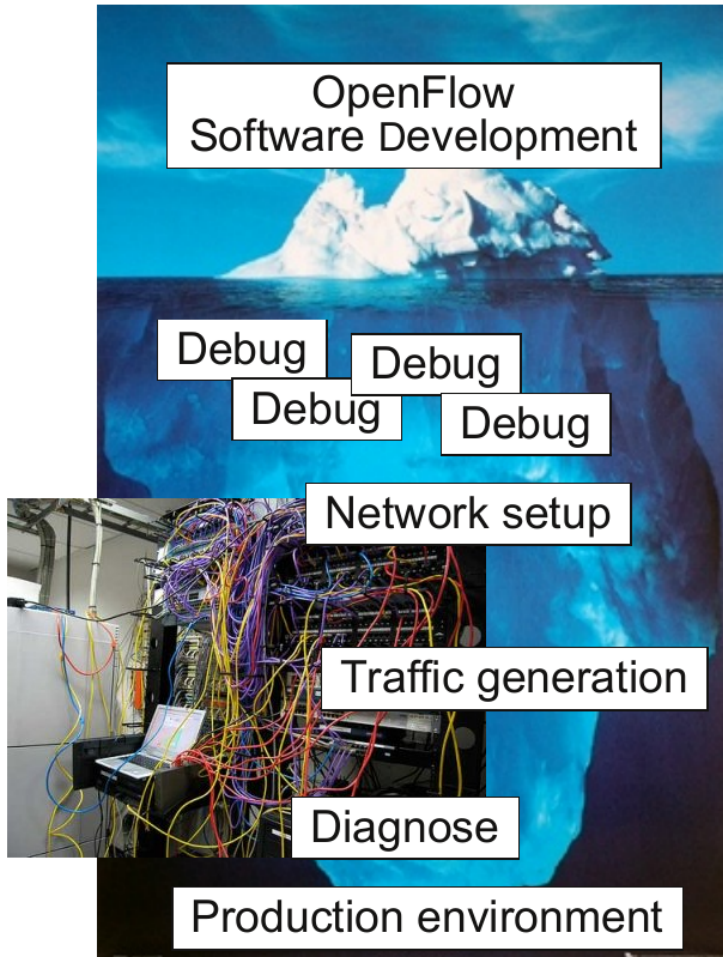 OpenFlow
Software Development
Debug
Debug
Debug
Debug
Network setup
Traffic generation
Diagnose
Production environment